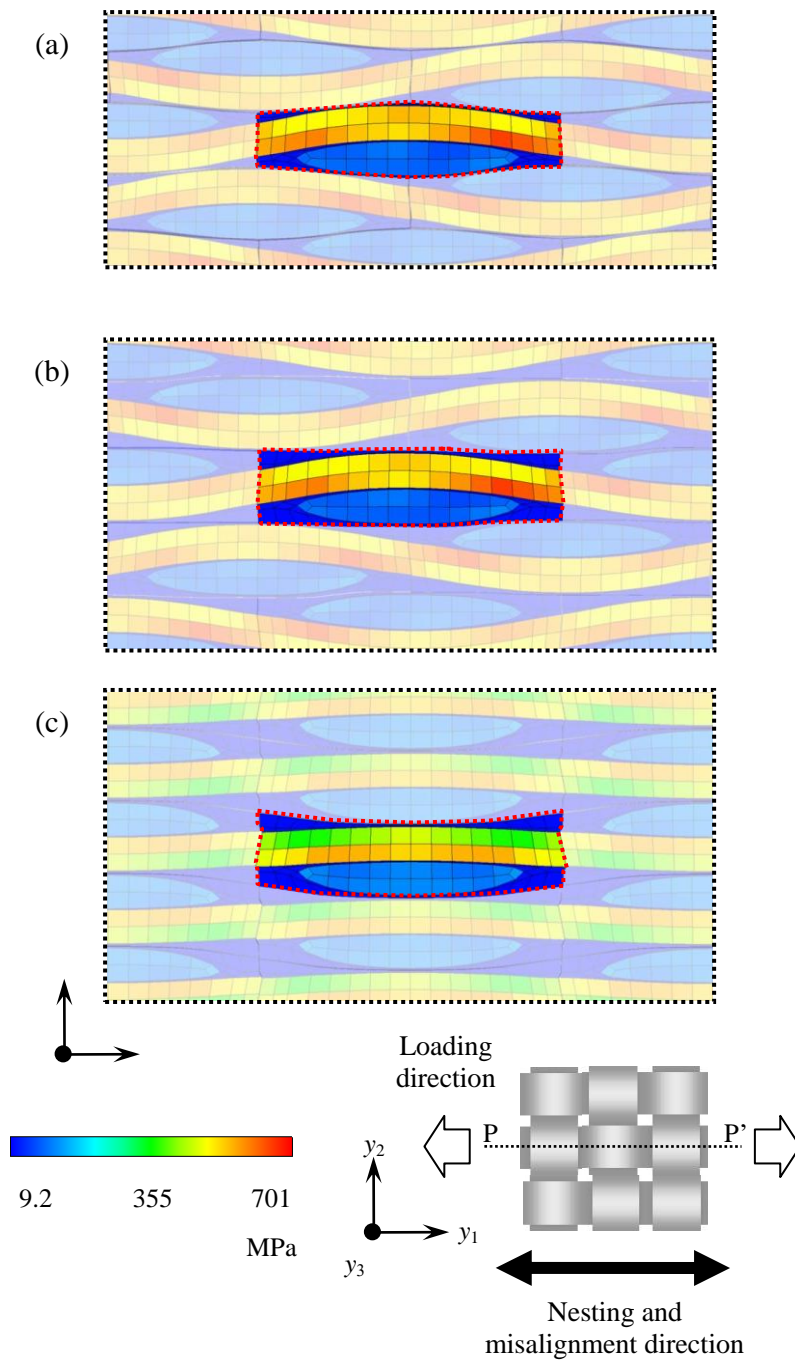 (a)
(b)
(c)
Loading
direction
P
P’
y2
9.2
355
701
y1
MPa
y3
Nesting and
misalignment direction